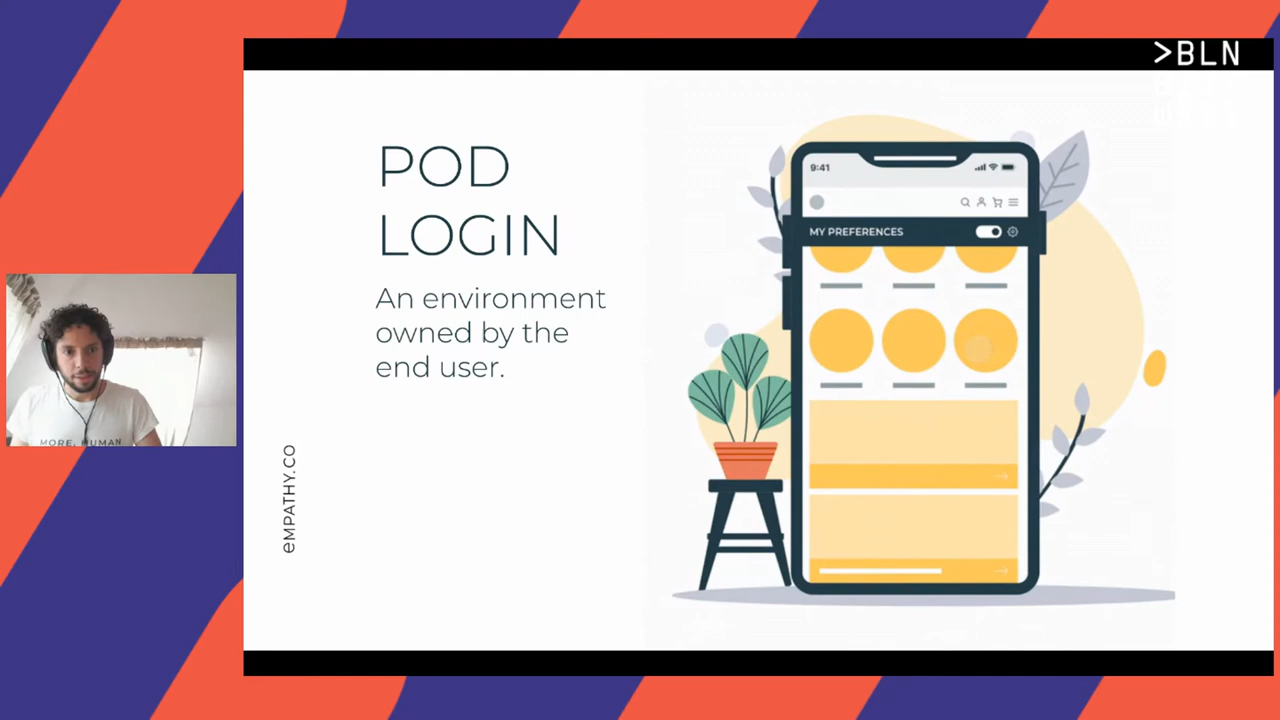 >BLN
POD
LOGIN
An environment
owned by the
end user.
eMPATHY.CO
9:41
MY PREFERENCES
MORE, HUMAN